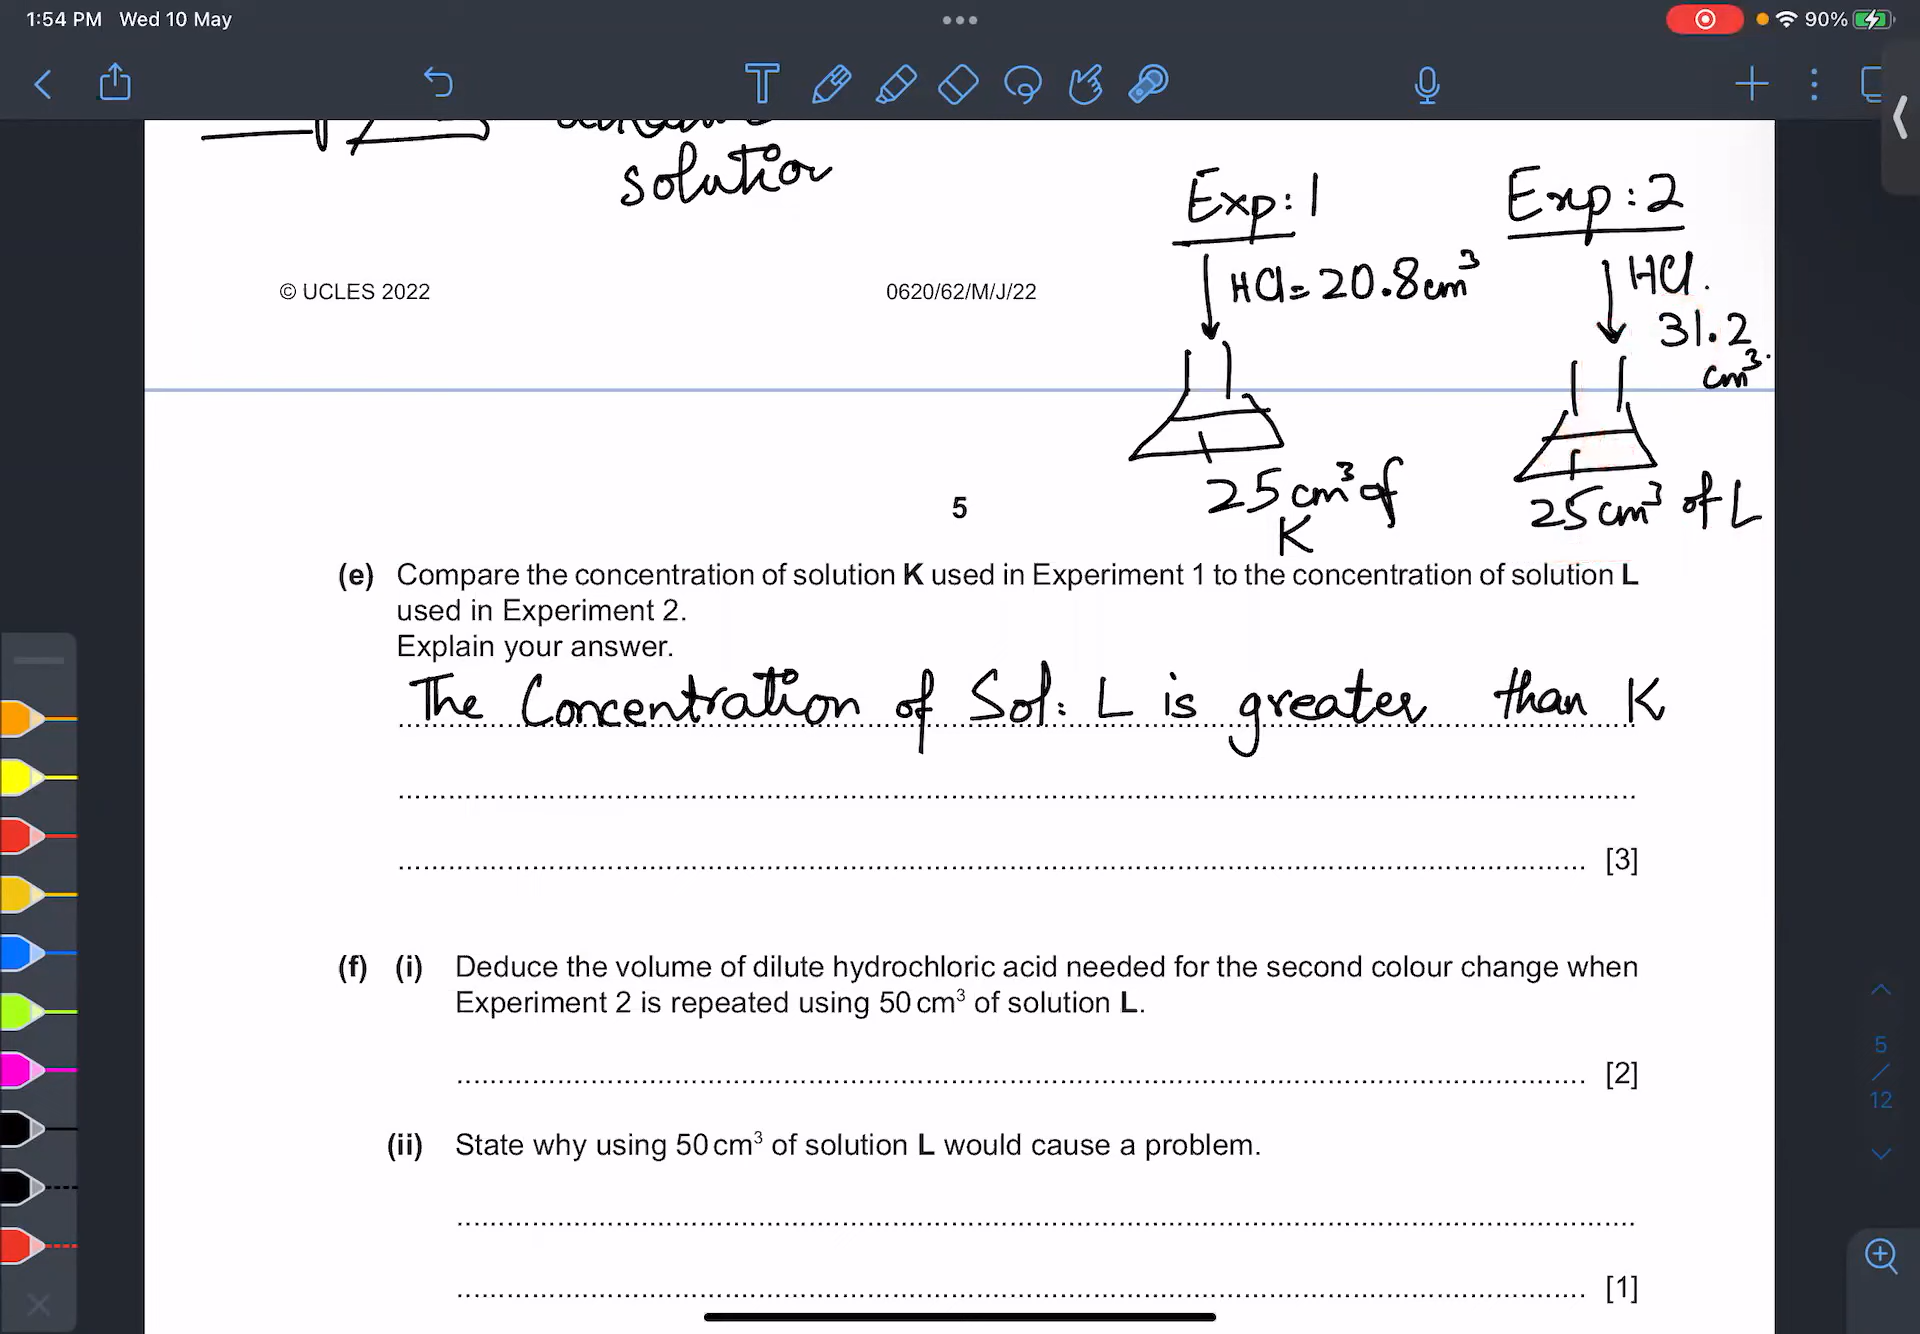 1:54 PM Wed 10 May
90%
solution
Exp: 1
Exp: 2
HCl = 20.8 cm³
HCl.
31.2
cm³.
© UCLES 2022
0620/62/M/J/22
25 cm³ of
K
25 cm³ of L
5
(e) Compare the concentration of solution K used in Experiment 1 to the concentration of solution L
used in Experiment 2.
Explain your answer.
The Concentration of Sol: L is greater than K
[3]
(f) (i) Deduce the volume of dilute hydrochloric acid needed for the second colour change when
Experiment 2 is repeated using 50 cm³ of solution L.
[2]
(ii) State why using 50 cm³ of solution L would cause a problem.
[1]
5
/
12